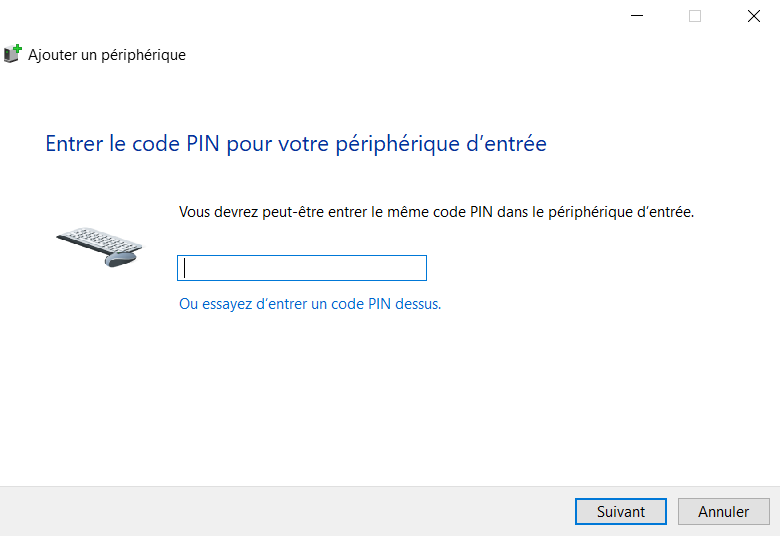 Ajouter un périphérique
Entrer le code PIN pour votre périphérique d’entrée
Vous devrez peut-être entrer le même code PIN dans le périphérique d’entrée.
Ou essayez d’entrer un code PIN dessus.
Suivant
Annuler